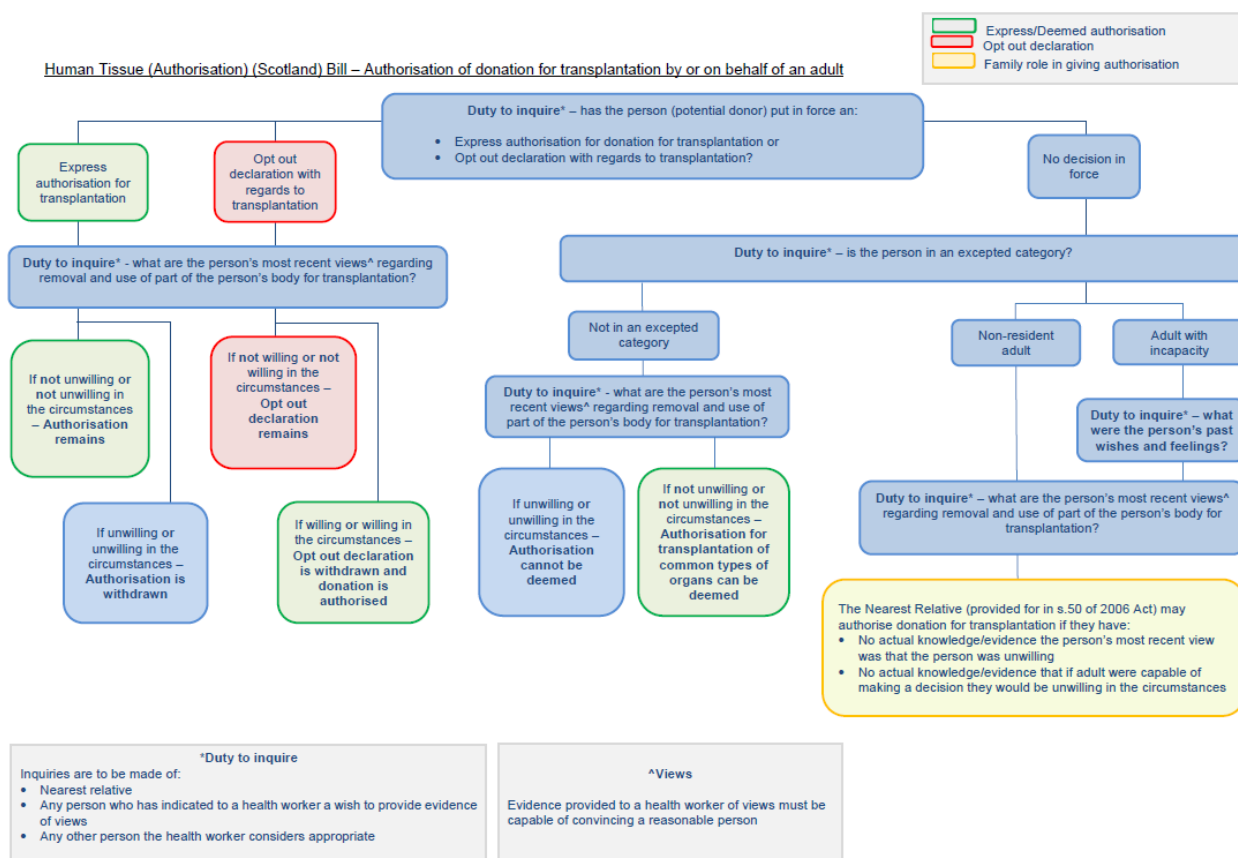 Express/Deemed authorisation
Opt out declaration
Family role in giving authorisation
Human Tissue (Authorisation) (Scotland) Bill – Authorisation of donation for transplantation by or on behalf of an adult
Duty to inquire* – has the person (potential donor) put in force an:
• Express authorisation for donation for transplantation or
• Opt out declaration with regards to transplantation?
Express
authorisation for
transplantation
Opt out
declaration with
regards to
transplantation
No decision in
force
Duty to inquire* - what are the person's most recent views^ regarding
removal and use of part of the person's body for transplantation?
Duty to inquire* – is the person in an excepted category?
If not unwilling or
not unwilling in
the circumstances
– Authorisation
remains
If not willing or not
willing in the
circumstances –
Opt out
declaration
remains
Not in an excepted
category
Non-resident
adult
Adult with
incapacity
Duty to inquire* - what are the person's most
recent views^ regarding removal and use of
part of the person's body for transplantation?
Duty to inquire* – what
were the person's past
wishes and feelings?
If unwilling or
unwilling in the
circumstances –
Authorisation is
withdrawn
If willing or willing in
the circumstances –
Opt out declaration
is withdrawn and
donation is
authorised
If unwilling or
unwilling in the
circumstances –
Authorisation
cannot be
deemed
If not unwilling or
not unwilling in the
circumstances –
Authorisation for
transplantation of
common types of
organs can be
deemed
Duty to inquire* – what are the person's most recent views^
regarding removal and use of part of the person's body for
transplantation?
The Nearest Relative (provided for in s.50 of 2006 Act) may
authorise donation for transplantation if they have:
• No actual knowledge/evidence the person's most recent view
was that the person was unwilling
• No actual knowledge/evidence that if adult were capable of
making a decision they would be unwilling in the circumstances
*Duty to inquire
Inquiries are to be made of:
• Nearest relative
• Any person who has indicated to a health worker a wish to provide evidence
of views
• Any other person the health worker considers appropriate
^Views
Evidence provided to a health worker of views must be
capable of convincing a reasonable person